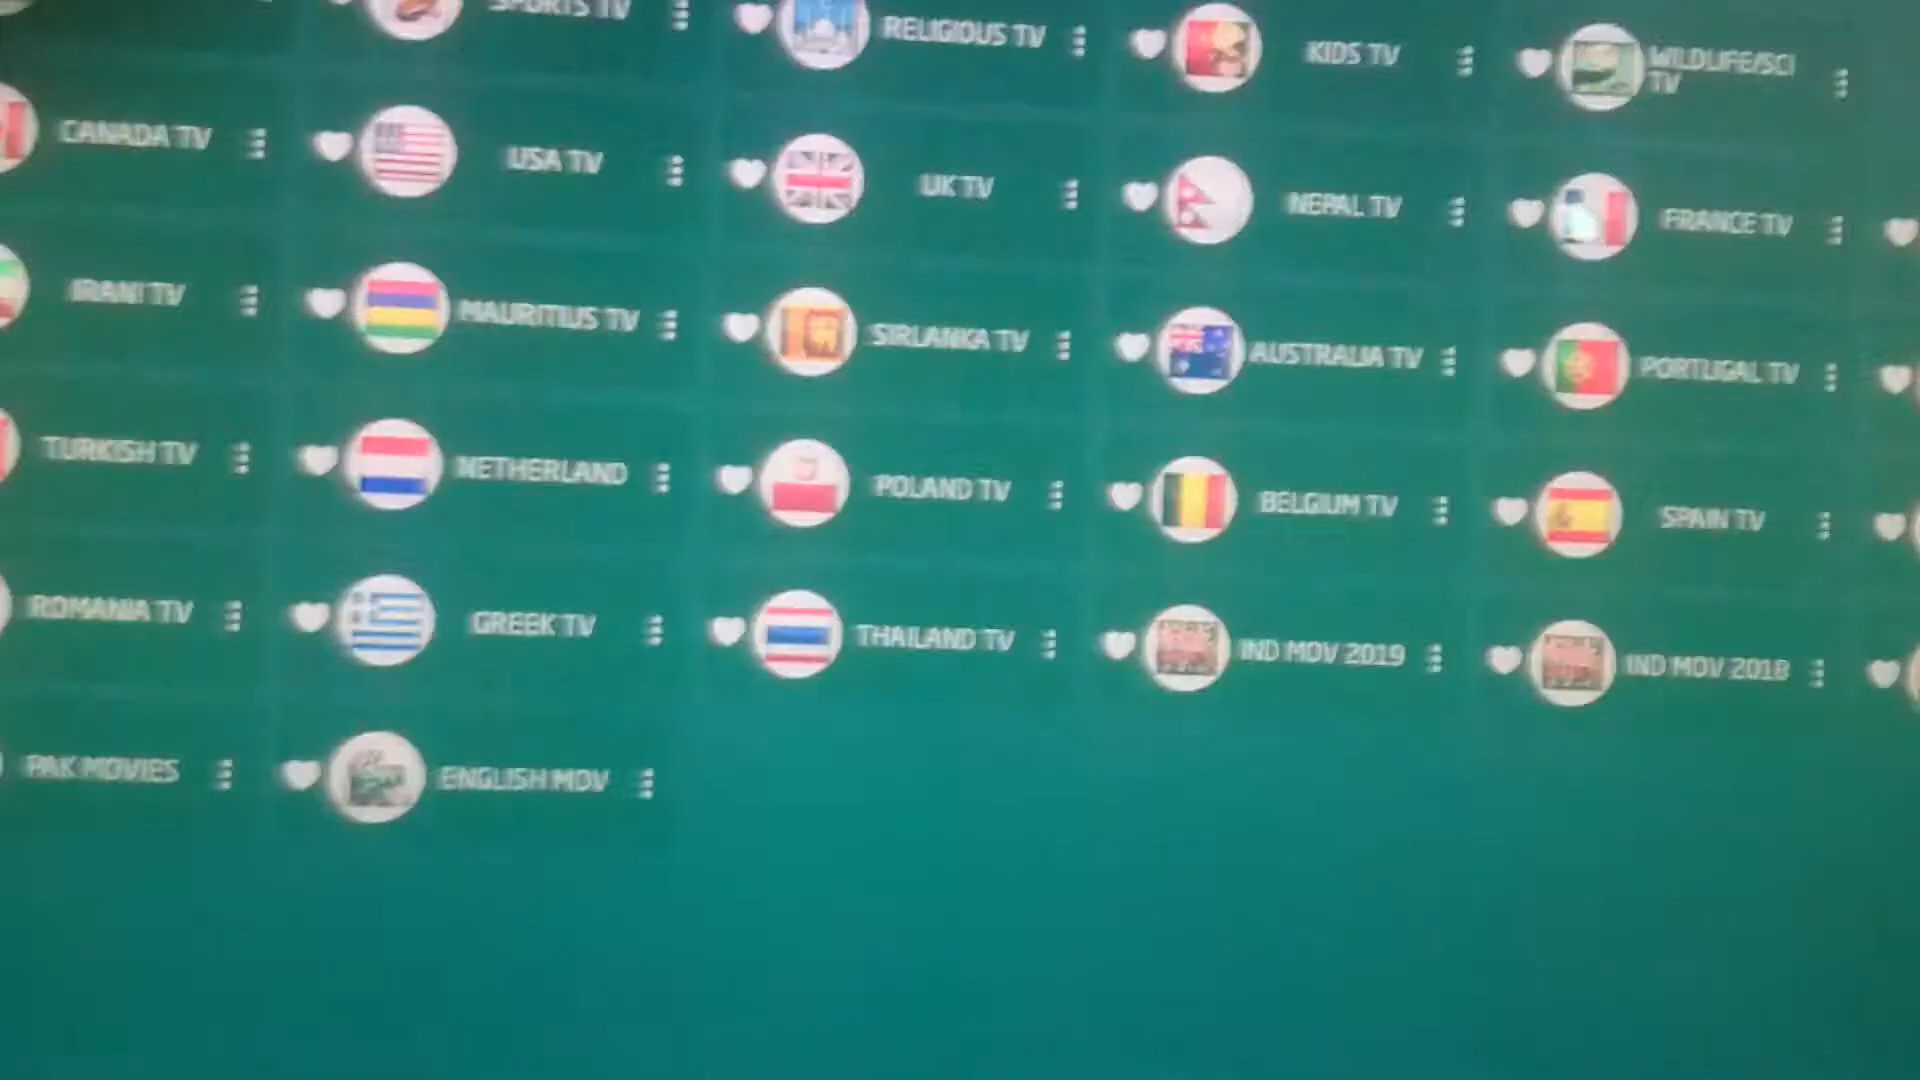 SPORTS TV
RELIGIOUS TV
KIDS TV
WILDLIFE/SCI
TV
CANADA TV
USA TV
UK TV
NEPAL TV
FRANCE TV
IRANI TV
MAURITIUS TV
SIRLANKA TV
AUSTRALIA TV
PORTUGAL TV
TURKISH TV
NETHERLAND
POLAND TV
BELGIUM TV
SPAIN TV
ROMANIA TV
GREEK TV
THAILAND TV
IND MOV 2019
IND MOV 2018
PAK MOVIES
ENGLISH MOV